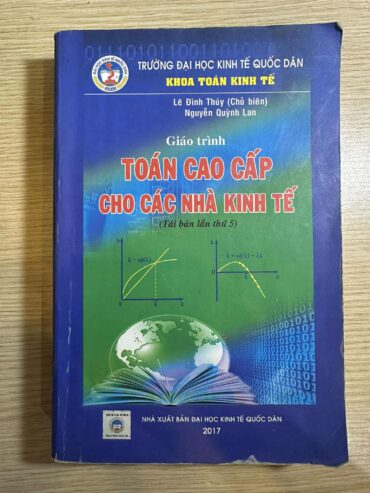 TRƯỜNG ĐẠI HỌC KINH TẾ QUỐC DÂN
KHOA TOÁN KINH TẾ
Lê Đình Thúy (Chủ biên)
Nguyễn Quỳnh Lan
Giáo trình
TOÁN CAO CẤP
CHO CÁC NHÀ KINH TẾ
(Tái bản lần thứ 5)
NHÀ XUẤT BẢN ĐẠI HỌC KINH TẾ QUỐC DÂN
2017